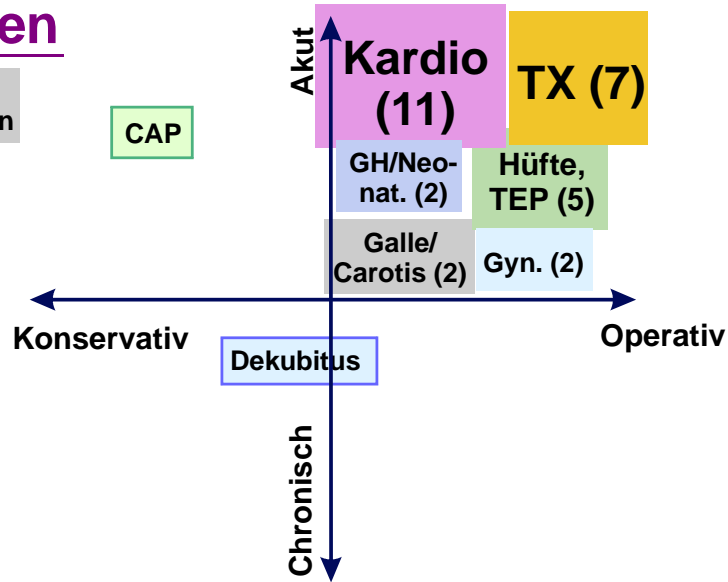 en
n
Akut
Kardio
(11)
TX (7)
CAP
GH/Neo-
nat. (2)
Hüfte,
TEP (5)
Galle/
Carotis (2)
Gyn. (2)
Konservativ
Operativ
Dekubitus
Chronisch